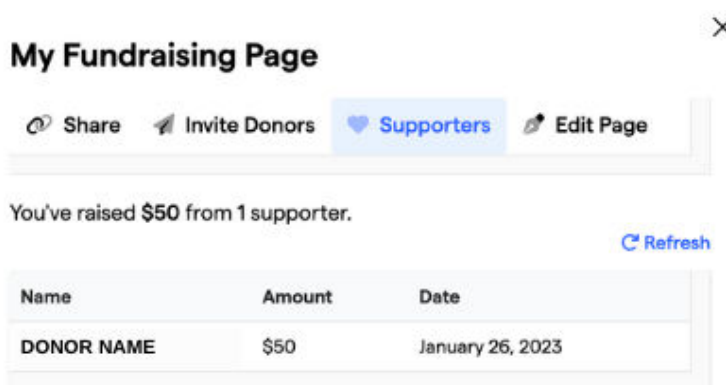 My Fundraising Page
Share Invite Donors Supporters Edit Page
You've raised $50 from 1 supporter.
Refresh
Name Amount Date
DONOR NAME $50 January 26, 2023